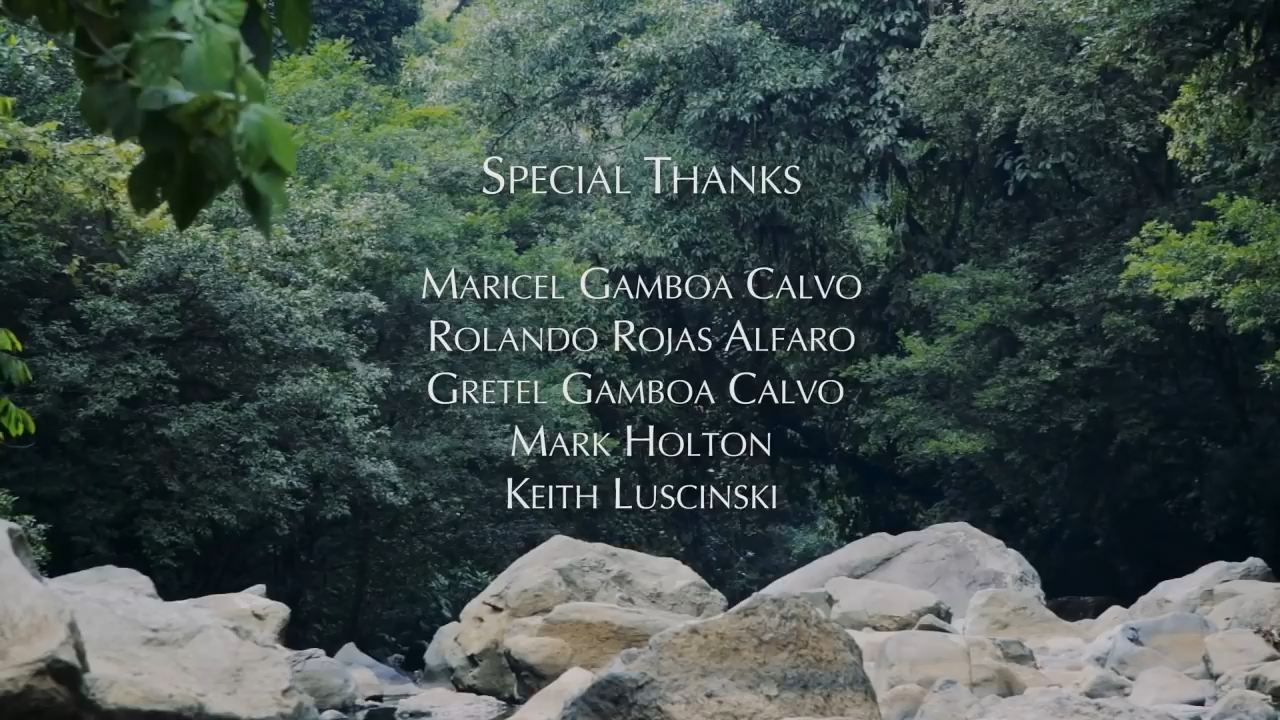 Special Thanks
Maricel Gamboa Calvo
Rolando Rojas Alfaro
Gretel Gamboa Calvo
Mark Holton
Keith Luscinski